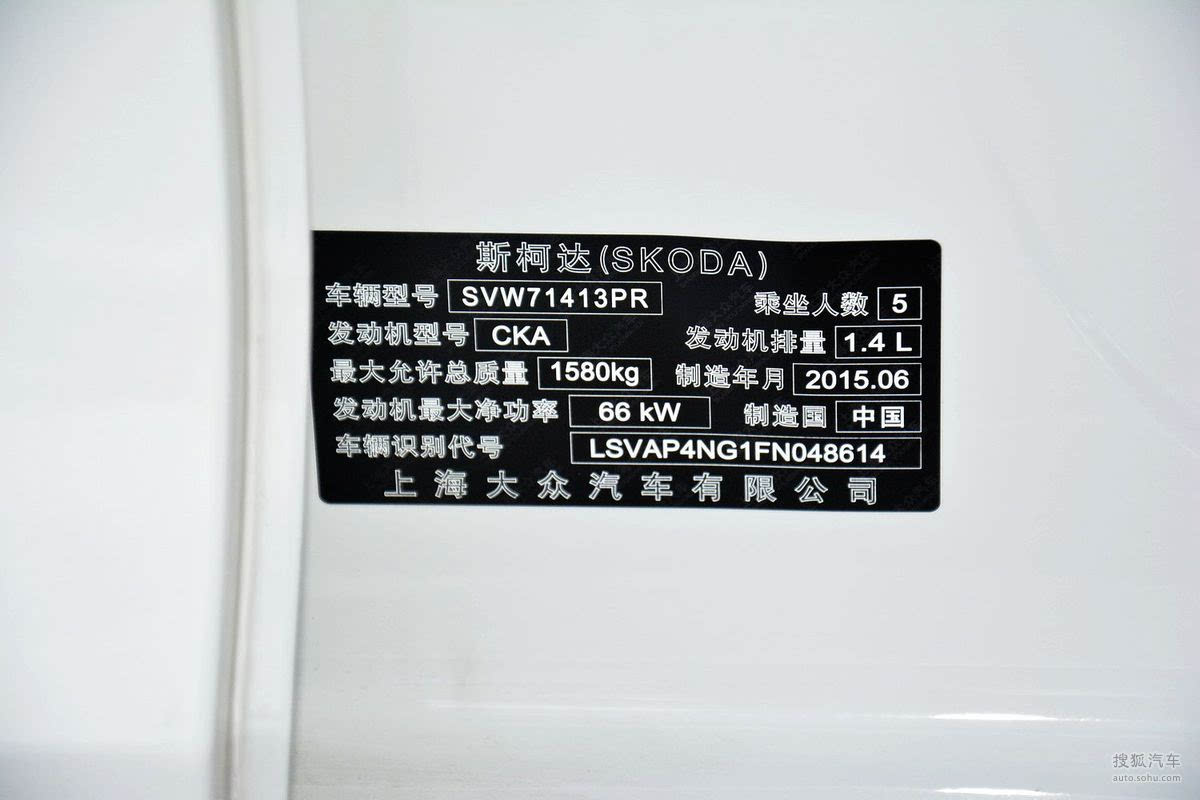 斯柯达(SKODA)
车辆型号 SVW71413PR 乘坐人数 5
发动机型号 CKA 发动机排量 1.4 L
最大允许总质量 1580kg 制造年月 2015.06
发动机最大净功率 66 kW 制造国 中国
车辆识别代号 LSVAP4NG1FN048614
上海大众汽车有限公司
搜狐汽车
auto.sohu.com